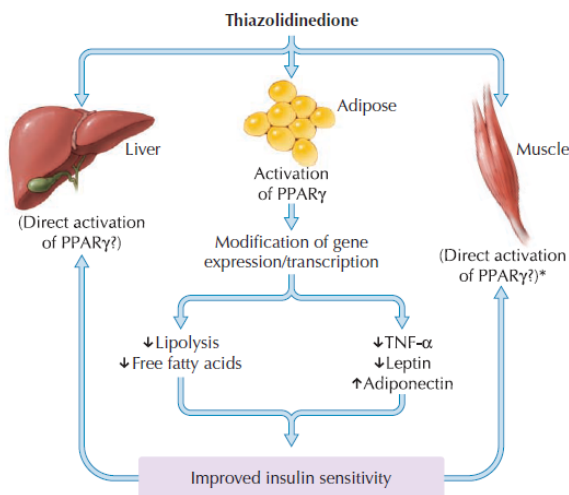 Thiazolidinedione
Liver
Adipose
Muscle
(Direct activation
of PPARγ?)
Activation
of PPARγ
(Direct activation
of PPARγ?)*
Modification of gene
expression/transcription
↓Lipolysis
↓Free fatty acids
↓TNF-α
↓Leptin
↑Adiponectin
Improved insulin sensitivity